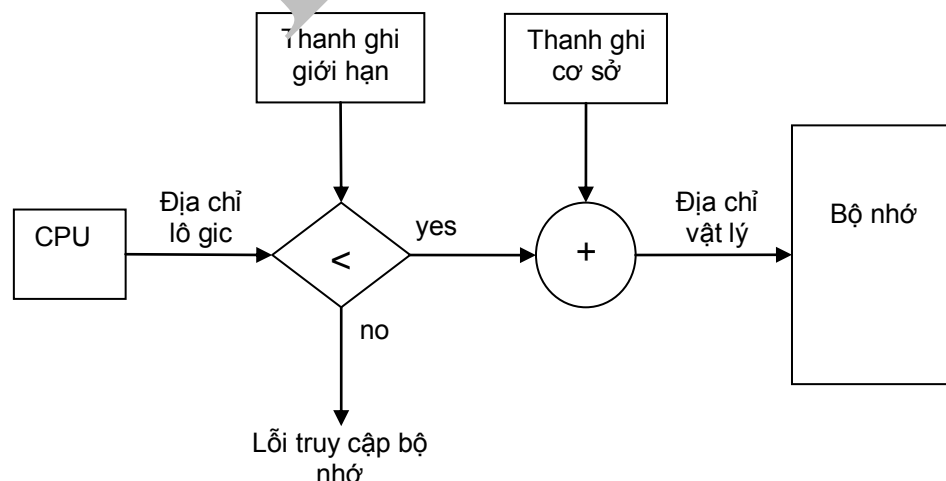 Thanh ghi
giới hạn
Thanh ghi
cơ sở
CPU
Địa chỉ
lô gic
<
yes
+
Địa chỉ
vật lý
Bộ nhớ
no
Lỗi truy cập bộ
nhớ